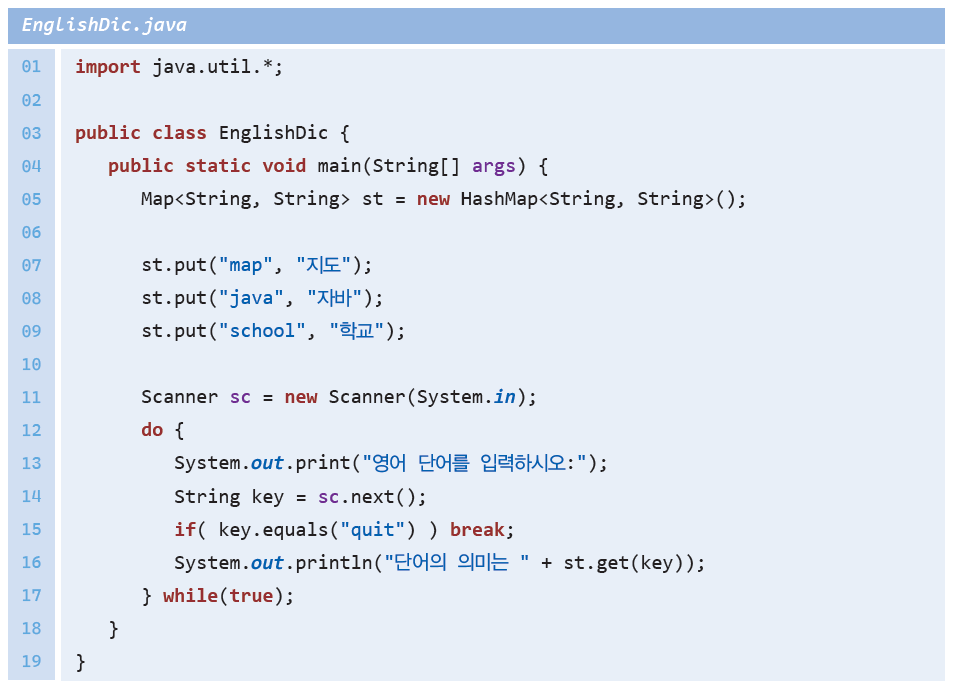 EnglishDic.java
01 import java.util.*;
02
03 public class EnglishDic {
04 public static void main(String[] args) {
05 Map<String, String> st = new HashMap<String, String>();
06
07 st.put("map", "지도");
08 st.put("java", "자바");
09 st.put("school", "학교");
10
11 Scanner sc = new Scanner(System.in);
12 do {
13 System.out.print("영어 단어를 입력하시오:");
14 String key = sc.next();
15 if( key.equals("quit") ) break;
16 System.out.println("단어의 의미는 " + st.get(key));
17 } while(true);
18 }
19 }